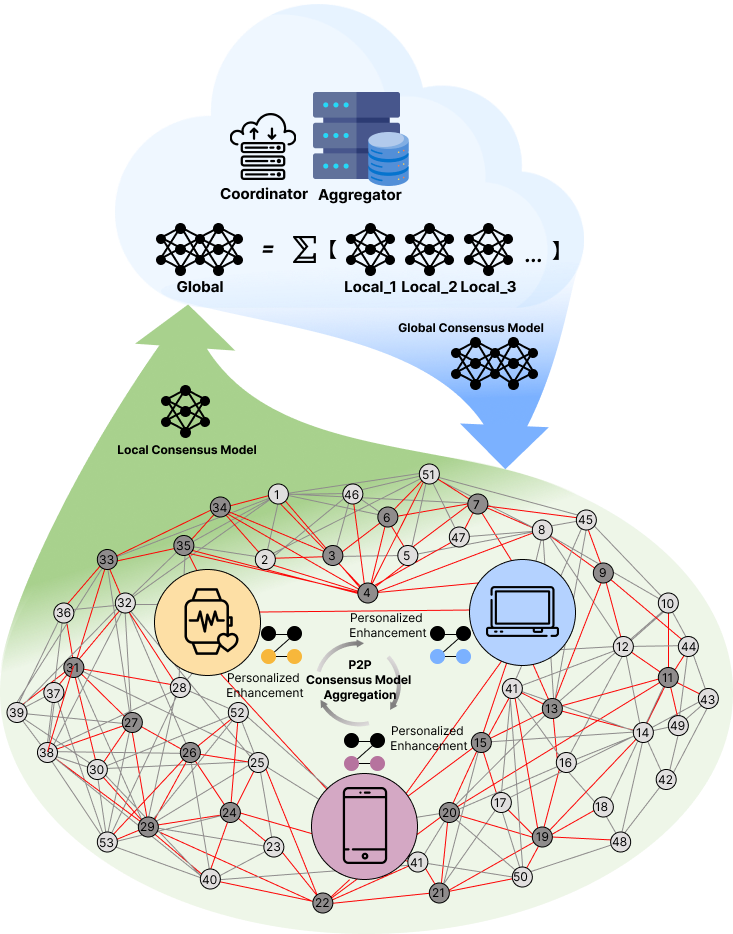 Coordinator Aggregator
= ∑ 【 ... 】
Global Local_1 Local_2 Local_3
Global Consensus Model
Local Consensus Model
51
1 46
34 6 7
45
47 8
35 2 3 5
33
4 9
32 10
36
Personalized
Enhancement
12 44
P2P
Consensus Model
Aggregation
Personalized
Enhancement
31 11
37 28 41 43
39 52 13
27 49
14
Personalized
Enhancement
15
38 26
25 16
30
42
17 18
24 20
29
19
53 23 48
41
40 50
22 21